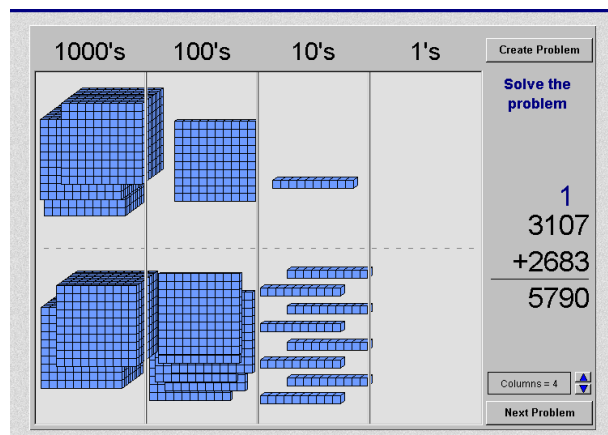 1000's 100's 10's 1's
Create Problem
Solve the
problem
1
3107
+2683
5790
Columns = 4
Next Problem